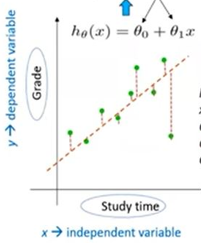 hθ(x) = θ0 + θ1x
y → dependent variable
Grade
Study time
x → independent variable